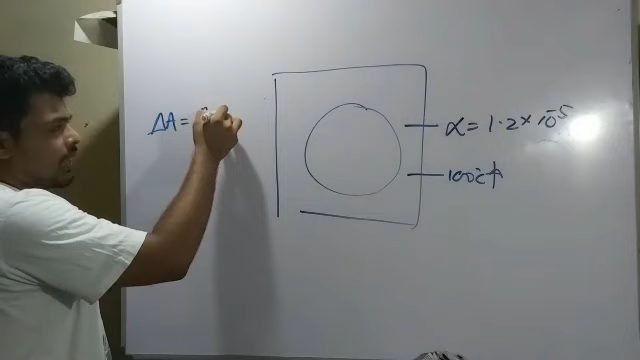 ΔA =
α = 1.2 × 10⁻⁵
100°C ↑